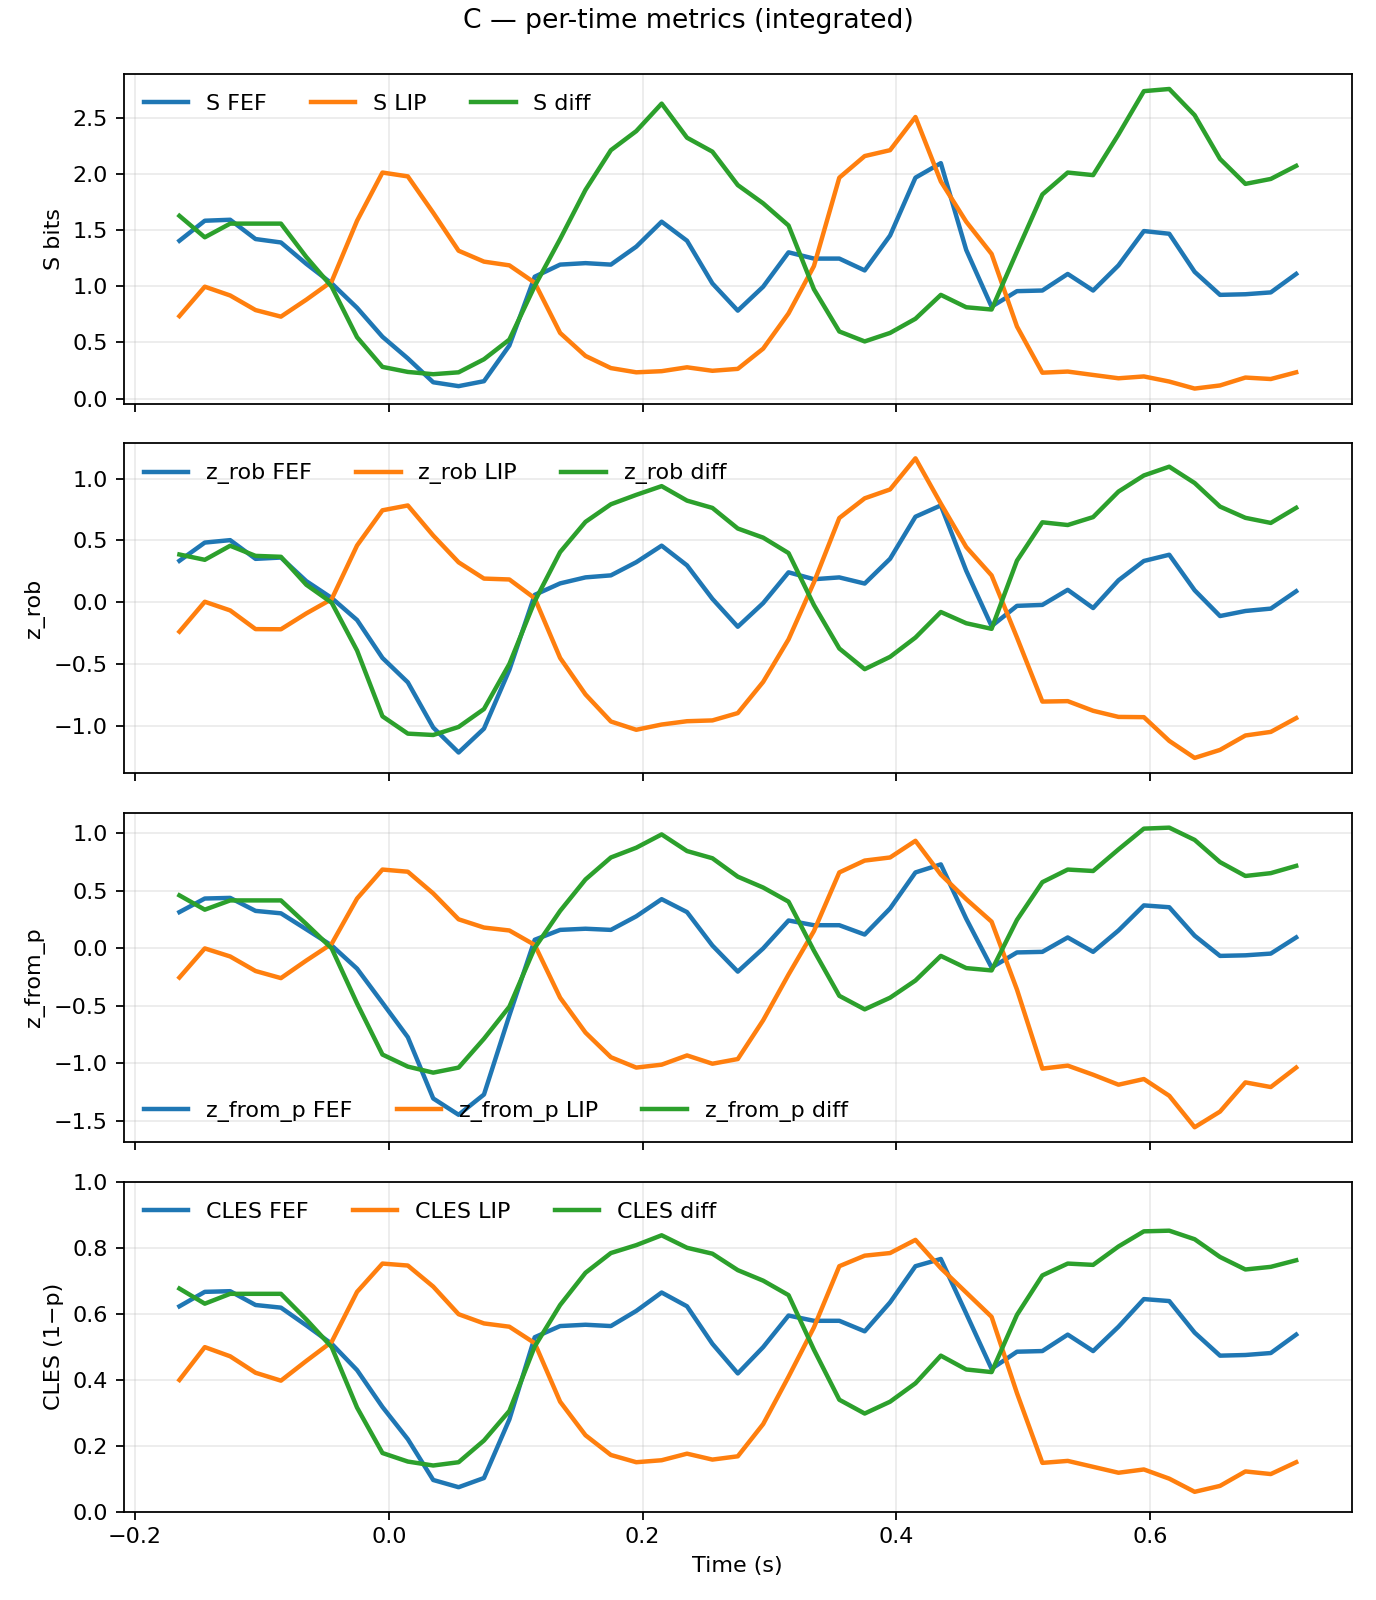 C — per-time metrics (integrated)
S FEF S LIP S diff
2.5
2.0
1.5
1.0
0.5
0.0
S bits
z_rob FEF z_rob LIP z_rob diff
1.0
0.5
0.0
−0.5
−1.0
z_rob
1.0
0.5
0.0
−0.5
−1.0
−1.5
z_from_p
z_from_p FEF z_from_p LIP z_from_p diff
CLES FEF CLES LIP CLES diff
1.0
0.8
0.6
0.4
0.2
0.0
CLES (1−p)
−0.2 0.0 0.2 0.4 0.6
Time (s)